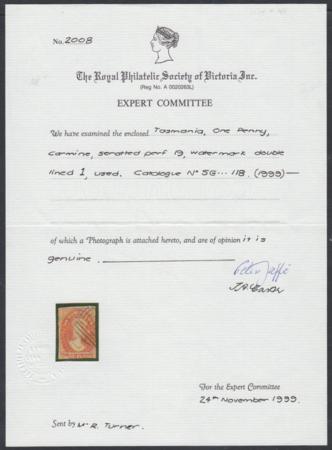 No. 2008
The Royal Philatelic Society of Victoria Inc.
(Reg No. A 0020263L)
EXPERT COMMITTEE
We have examined the enclosed Tasmania, One Penny,
carmine, serrated perf 19, watermark double
lined 1, used. Catalogue Nº SG... 118. (1999)—
of which a Photograph is attached hereto, and are of opinion it is
genuine.
Peter Jaffé
For the Expert Committee
24th November 1999.
Sent by Mr R. Turner.